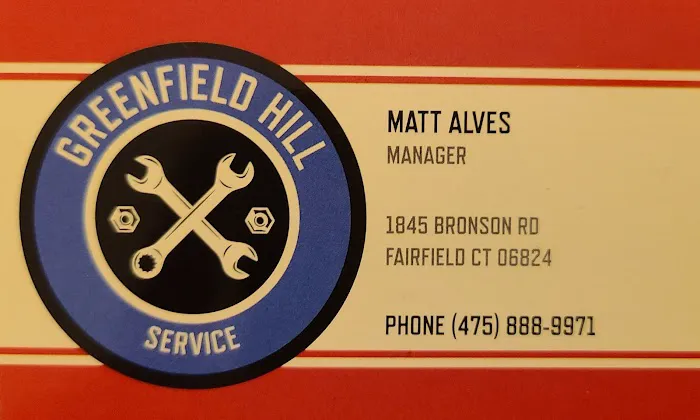 GREENFIELD HILL
SERVICE
MATT ALVES
MANAGER
1845 BRONSON RD
FAIRFIELD CT 06824
PHONE (475) 888-9971